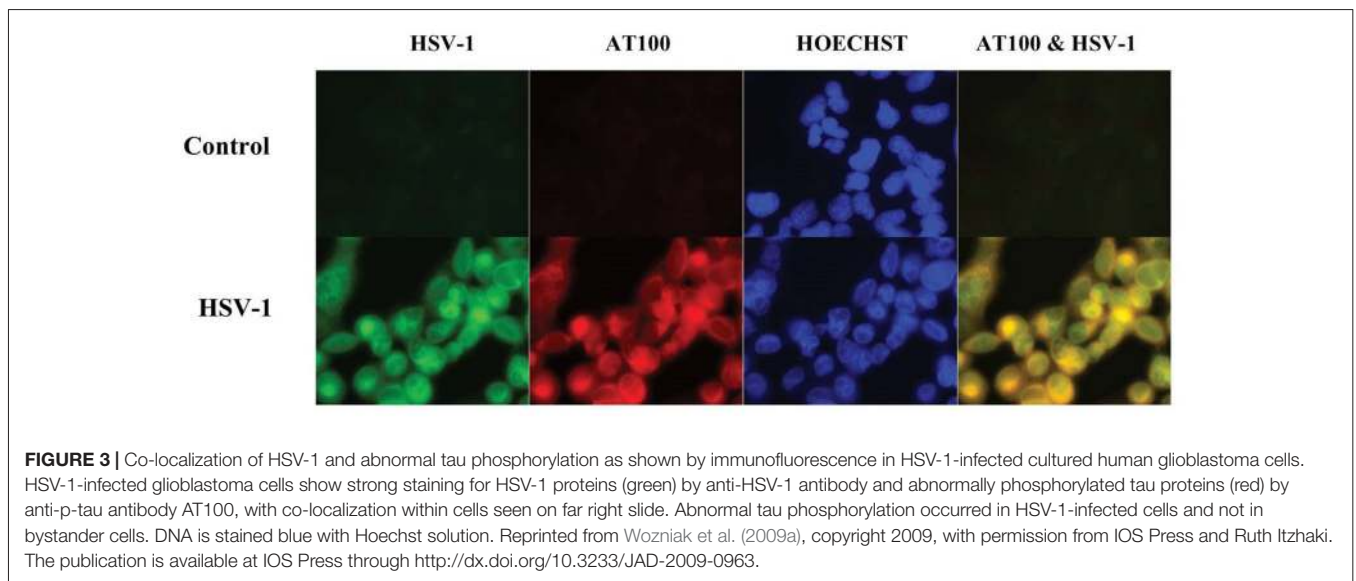 HSV-1 AT100 HOECHST AT100 & HSV-1
Control
HSV-1
FIGURE 3 | Co-localization of HSV-1 and abnormal tau phosphorylation as shown by immunofluorescence in HSV-1-infected cultured human glioblastoma cells.
HSV-1-infected glioblastoma cells show strong staining for HSV-1 proteins (green) by anti-HSV-1 antibody and abnormally phosphorylated tau proteins (red) by
anti-p-tau antibody AT100, with co-localization within cells seen on far right slide. Abnormal tau phosphorylation occurred in HSV-1-infected cells and not in
bystander cells. DNA is stained blue with Hoechst solution. Reprinted from Wozniak et al. (2009a), copyright 2009, with permission from IOS Press and Ruth Itzhaki.
The publication is available at IOS Press through http://dx.doi.org/10.3233/JAD-2009-0963.